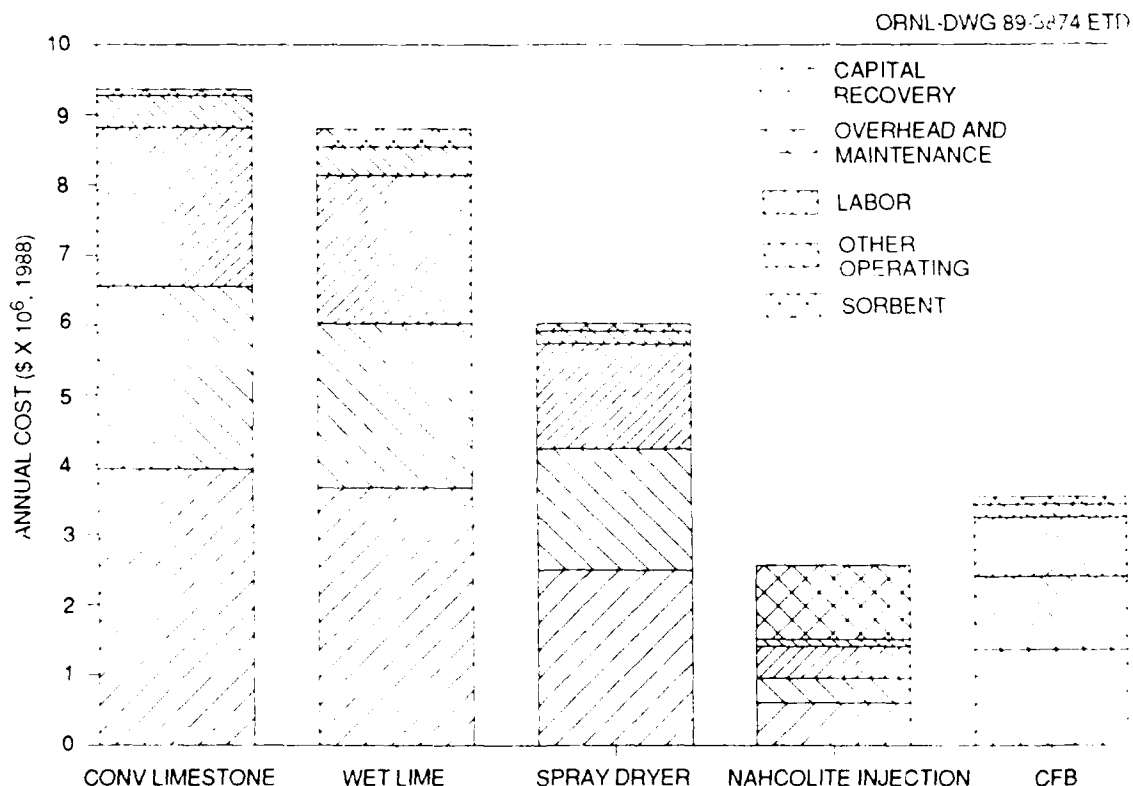 ORNL-DWG 89-3874 ETD
10
9
8
7
6
5
4
3
2
1
0
ANNUAL COST ($ X 10⁶, 1988)
CAPITAL
RECOVERY
OVERHEAD AND
MAINTENANCE
LABOR
OTHER
OPERATING
SORBENT
CONV LIMESTONE
WET LIME
SPRAY DRYER
NAHCOLITE INJECTION
CFB